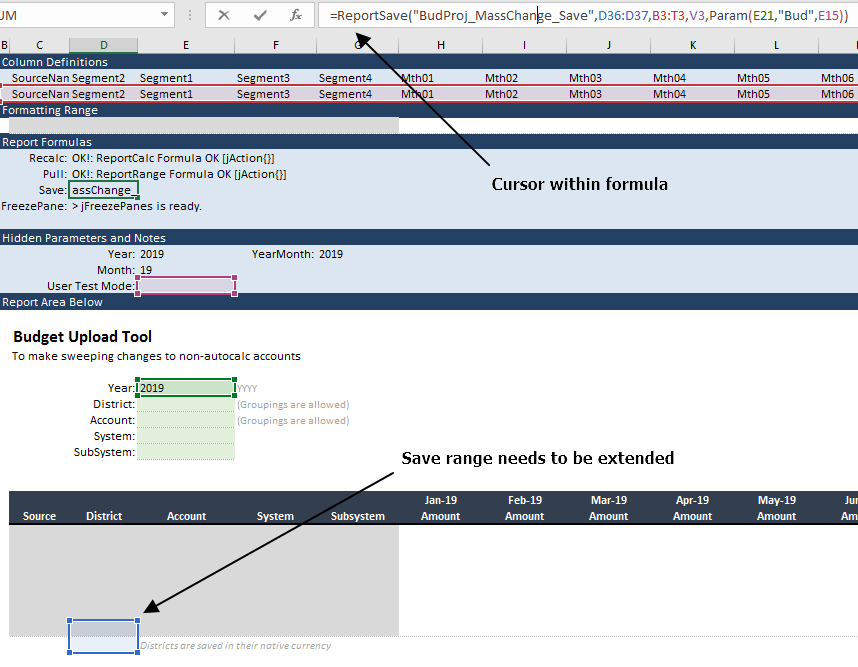 JM =ReportSave("BudProj_MassChange_Save",D36:D37,B3:T3,V3,Param(E21,"Bud",E15))
B C D E F G H I J K L
Column Definitions
SourceNan Segment2 Segment1 Segment3 Segment4 Mth01 Mth02 Mth03 Mth04 Mth05 Mth06
SourceNan Segment2 Segment1 Segment3 Segment4 Mth01 Mth02 Mth03 Mth04 Mth05 Mth06
Formatting Range
Report Formulas
Recalc: OK!: ReportCalc Formula OK [jAction{}]
Pull: OK!: ReportRange Formula OK [jAction{}]
Cursor within formula
Save: assChange_
FreezePane: > jFreezePanes is ready.
Hidden Parameters and Notes
Year: 2019 YearMonth: 2019
Month: 19
User Test Mode:
Report Area Below
Budget Upload Tool
To make sweeping changes to non-autocalc accounts
Year: 2019 YYYY
District: (Groupings are allowed)
Account: (Groupings are allowed)
System:
SubSystem:
Save range needs to be extended
Jan-19 Feb-19 Mar-19 Apr-19 May-19
Source District Account System Subsystem Amount Amount Amount Amount Amount
Districts are saved in their native currency